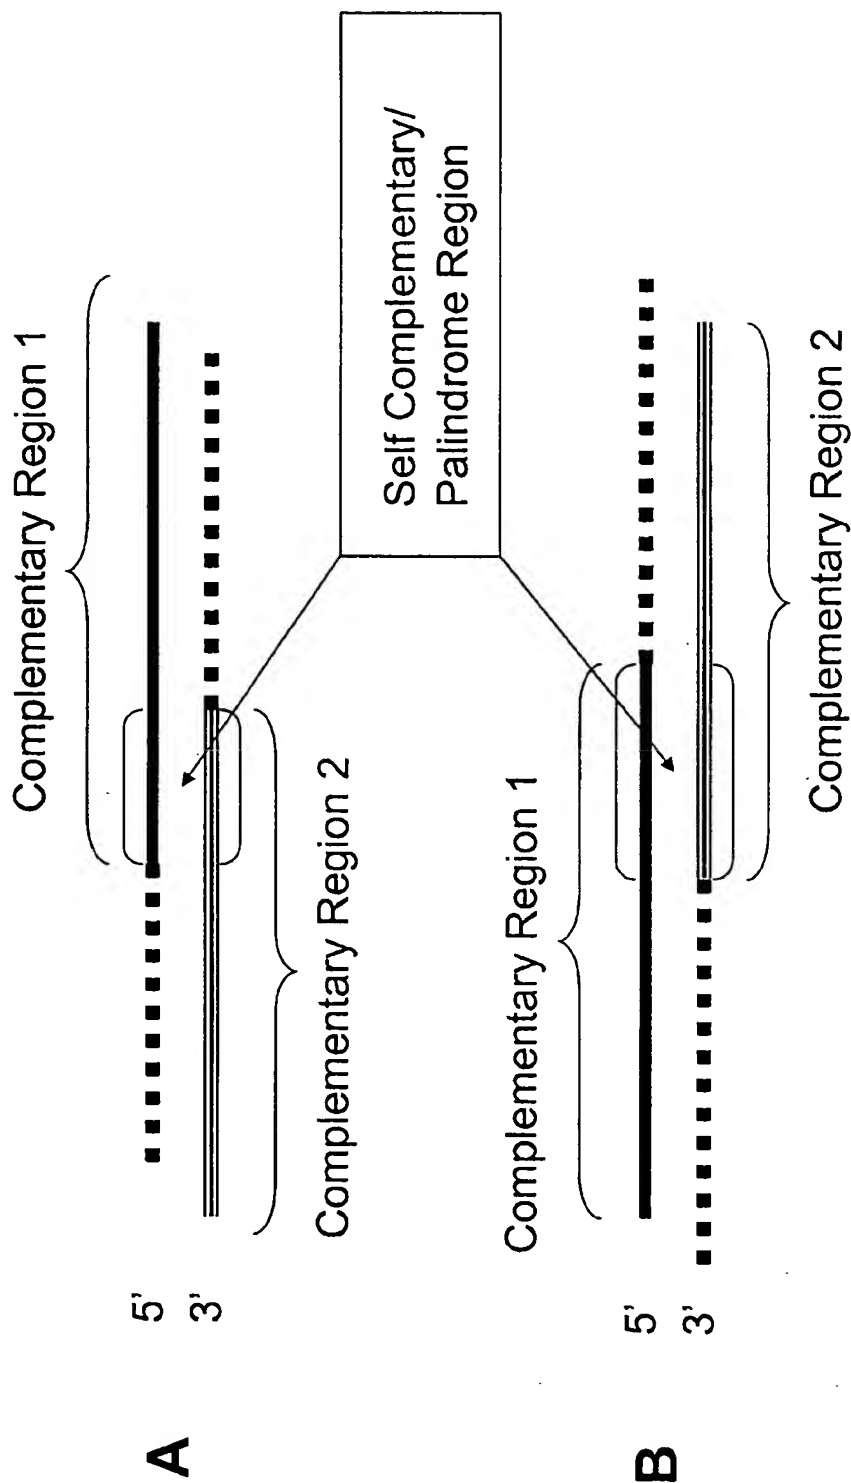 A
5'
3'
Complementary Region 1
Complementary Region 2
Self Complementary/
Palindrome Region
B
5'
3'
Complementary Region 1
Complementary Region 2